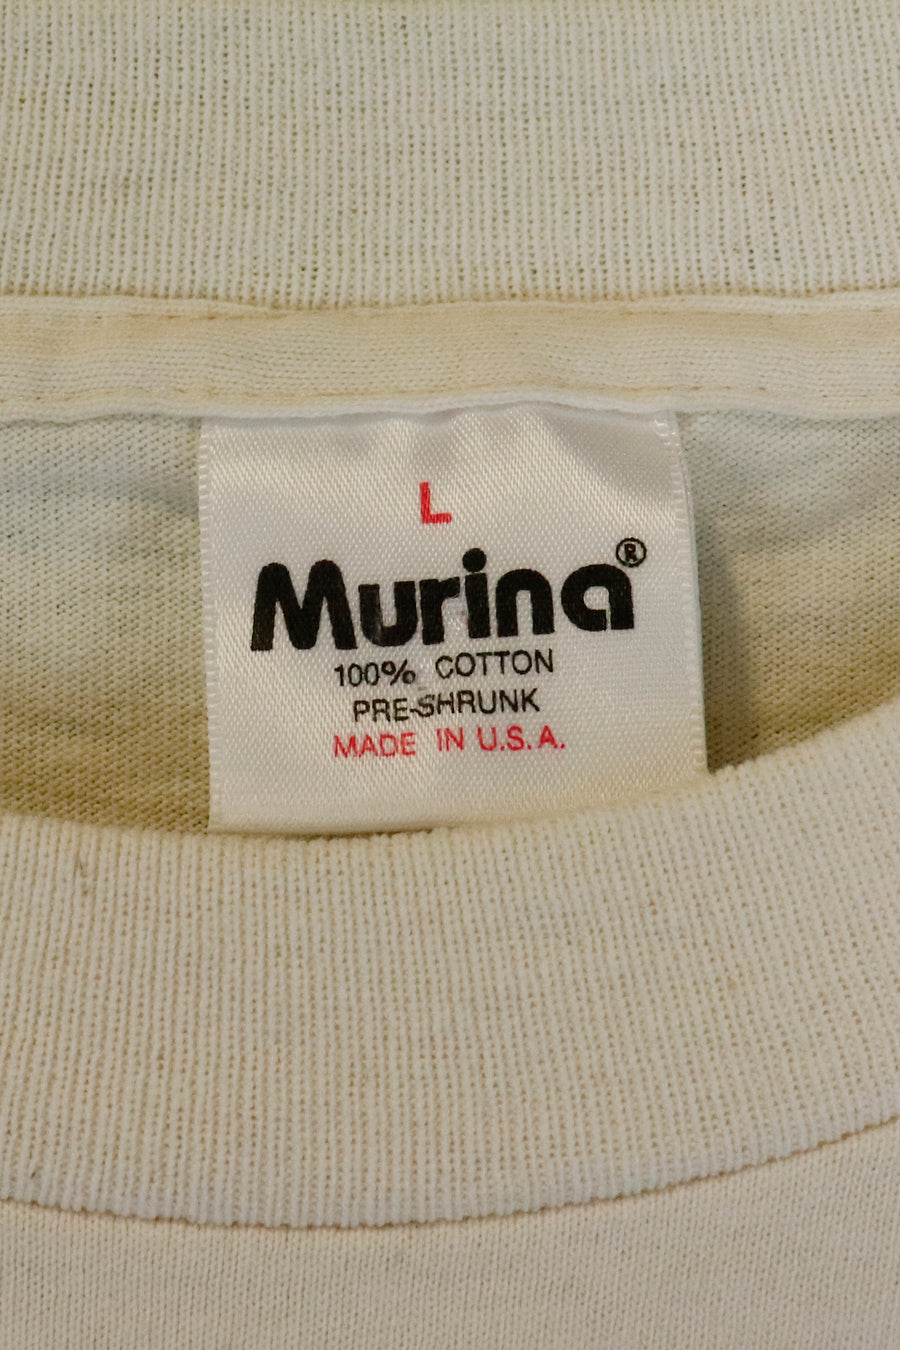 L
Murina®
100% COTTON
PRE-SHRUNK
MADE IN U.S.A.